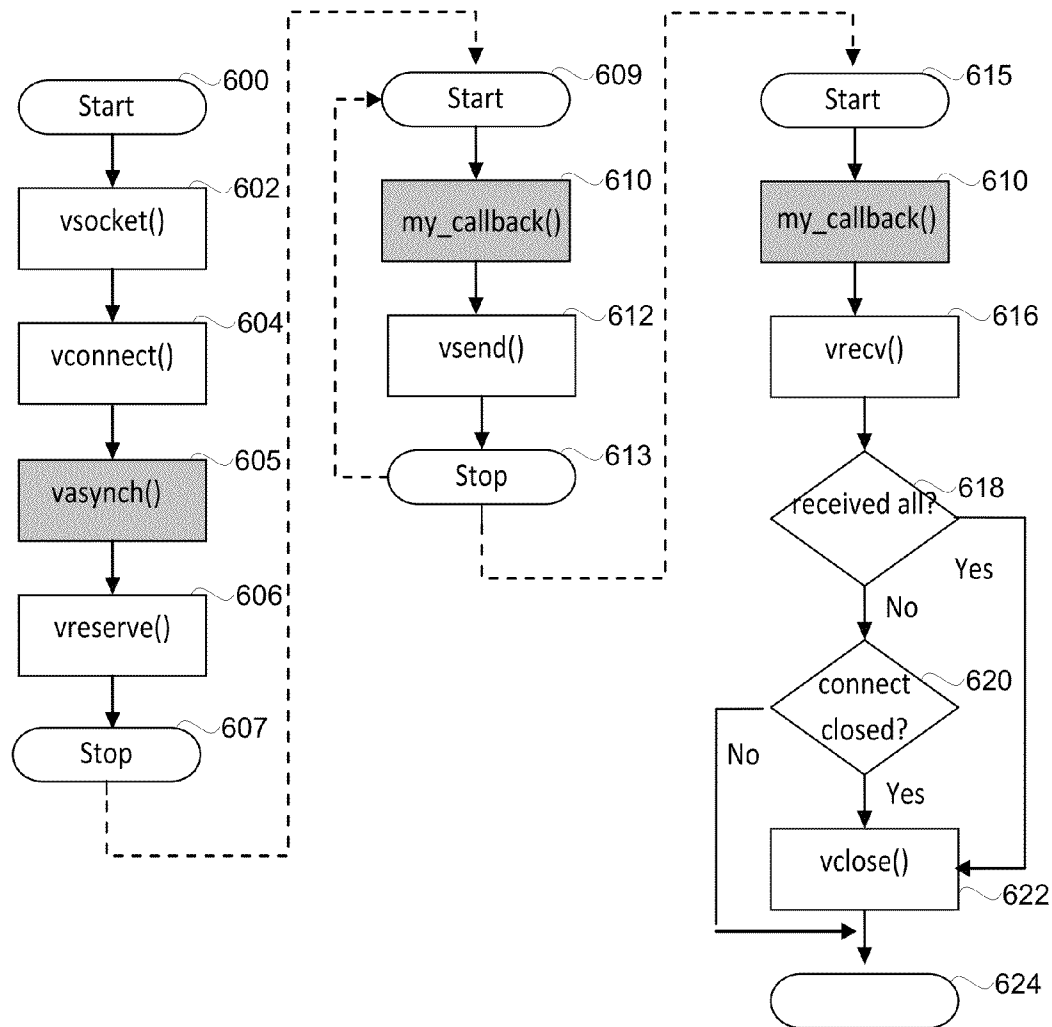 600
Start
602
vsocket()
604
vconnect()
605
vasynch()
606
vreserve()
607
Stop
609
Start
610
my_callback()
612
vsend()
613
Stop
615
Start
610
my_callback()
616
vrecv()
618
received all?
Yes
No
620
connect
closed?
No
Yes
vclose()
622
624